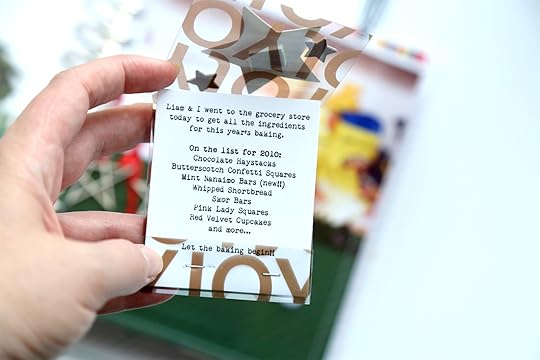 Liam & I went to the grocery store
today to get all the ingredients
for this year's baking.
On the list for 2010:
Chocolate Haystacks
Butterscotch Confetti Squares
Mint Nanaimo Bars (new!!)
Whipped Shortbread
Skor Bars
Pink Lady Squares
Red Velvet Cupcakes
and more...
Let the baking begin!!